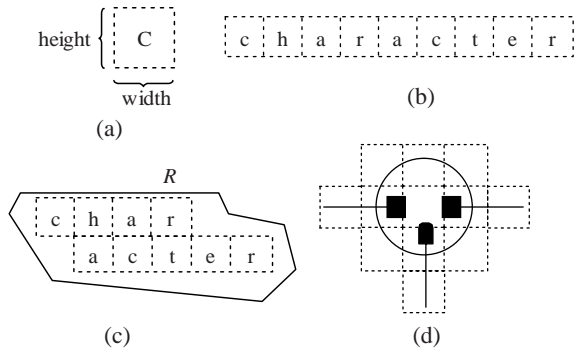 height
C
width
(a)
c h a r a c t e r
(b)
R
c h a r
a c t e r
(c)
(d)